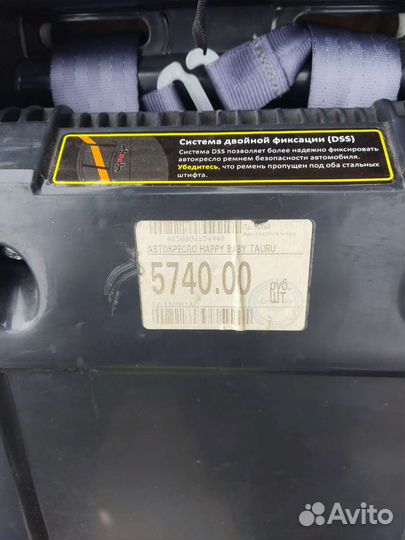 Система двойной фиксации (DSS)
Система DSS позволяет более надежно фиксировать
автокресло ремнем безопасности автомобиля.
Убедитесь, что ремень пропущен под оба стальных
штифта.
АВТОКРЕСЛО HAPPY BABY TAURU
5740.00
руб.
шт.
Avito